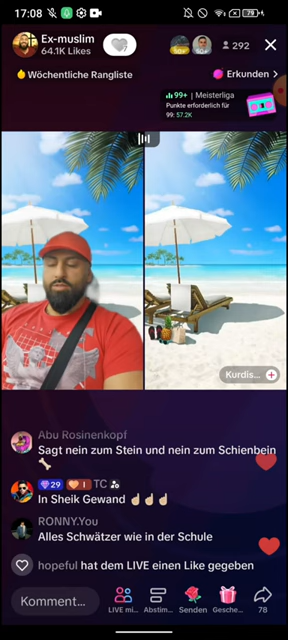 17:08
79
Ex-muslim
64.1K Likes
50+
50+
292
Wöchentliche Rangliste
Erkunden >
99+ | Meisterliga
Punkte erforderlich für
99: 57.2K
Kurdis... +
Abu Rosinenkopf
Sagt nein zum Stein und nein zum Schienbein
🦴
29 1 TC
In Sheik Gewand ☝🏼☝🏼☝🏼
RONNY.You
Alles Schwätzer wie in der Schule
hopeful hat dem LIVE einen Like gegeben
Komment...
LIVE mi...
Abstim...
Senden
Gesche...
78